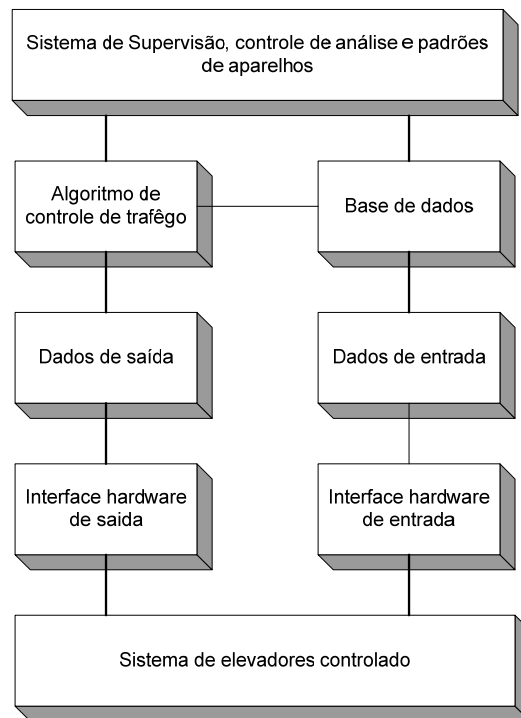 Sistema de Supervisão, controle de análise e padrões
de aparelhos
Algoritmo de
controle de trafêgo
Base de dados
Dados de saída
Dados de entrada
Interface hardware
de saida
Interface hardware
de entrada
Sistema de elevadores controlado